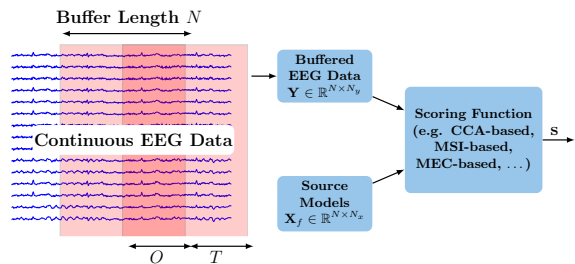 Buffer Length N
Continuous EEG Data
O
T
Buffered
EEG Data
Y ∈ ℝ^{N×N_y}
Source
Models
X_f ∈ ℝ^{N×N_x}
Scoring Function
(e.g. CCA-based,
MSI-based,
MEC-based, …)
s